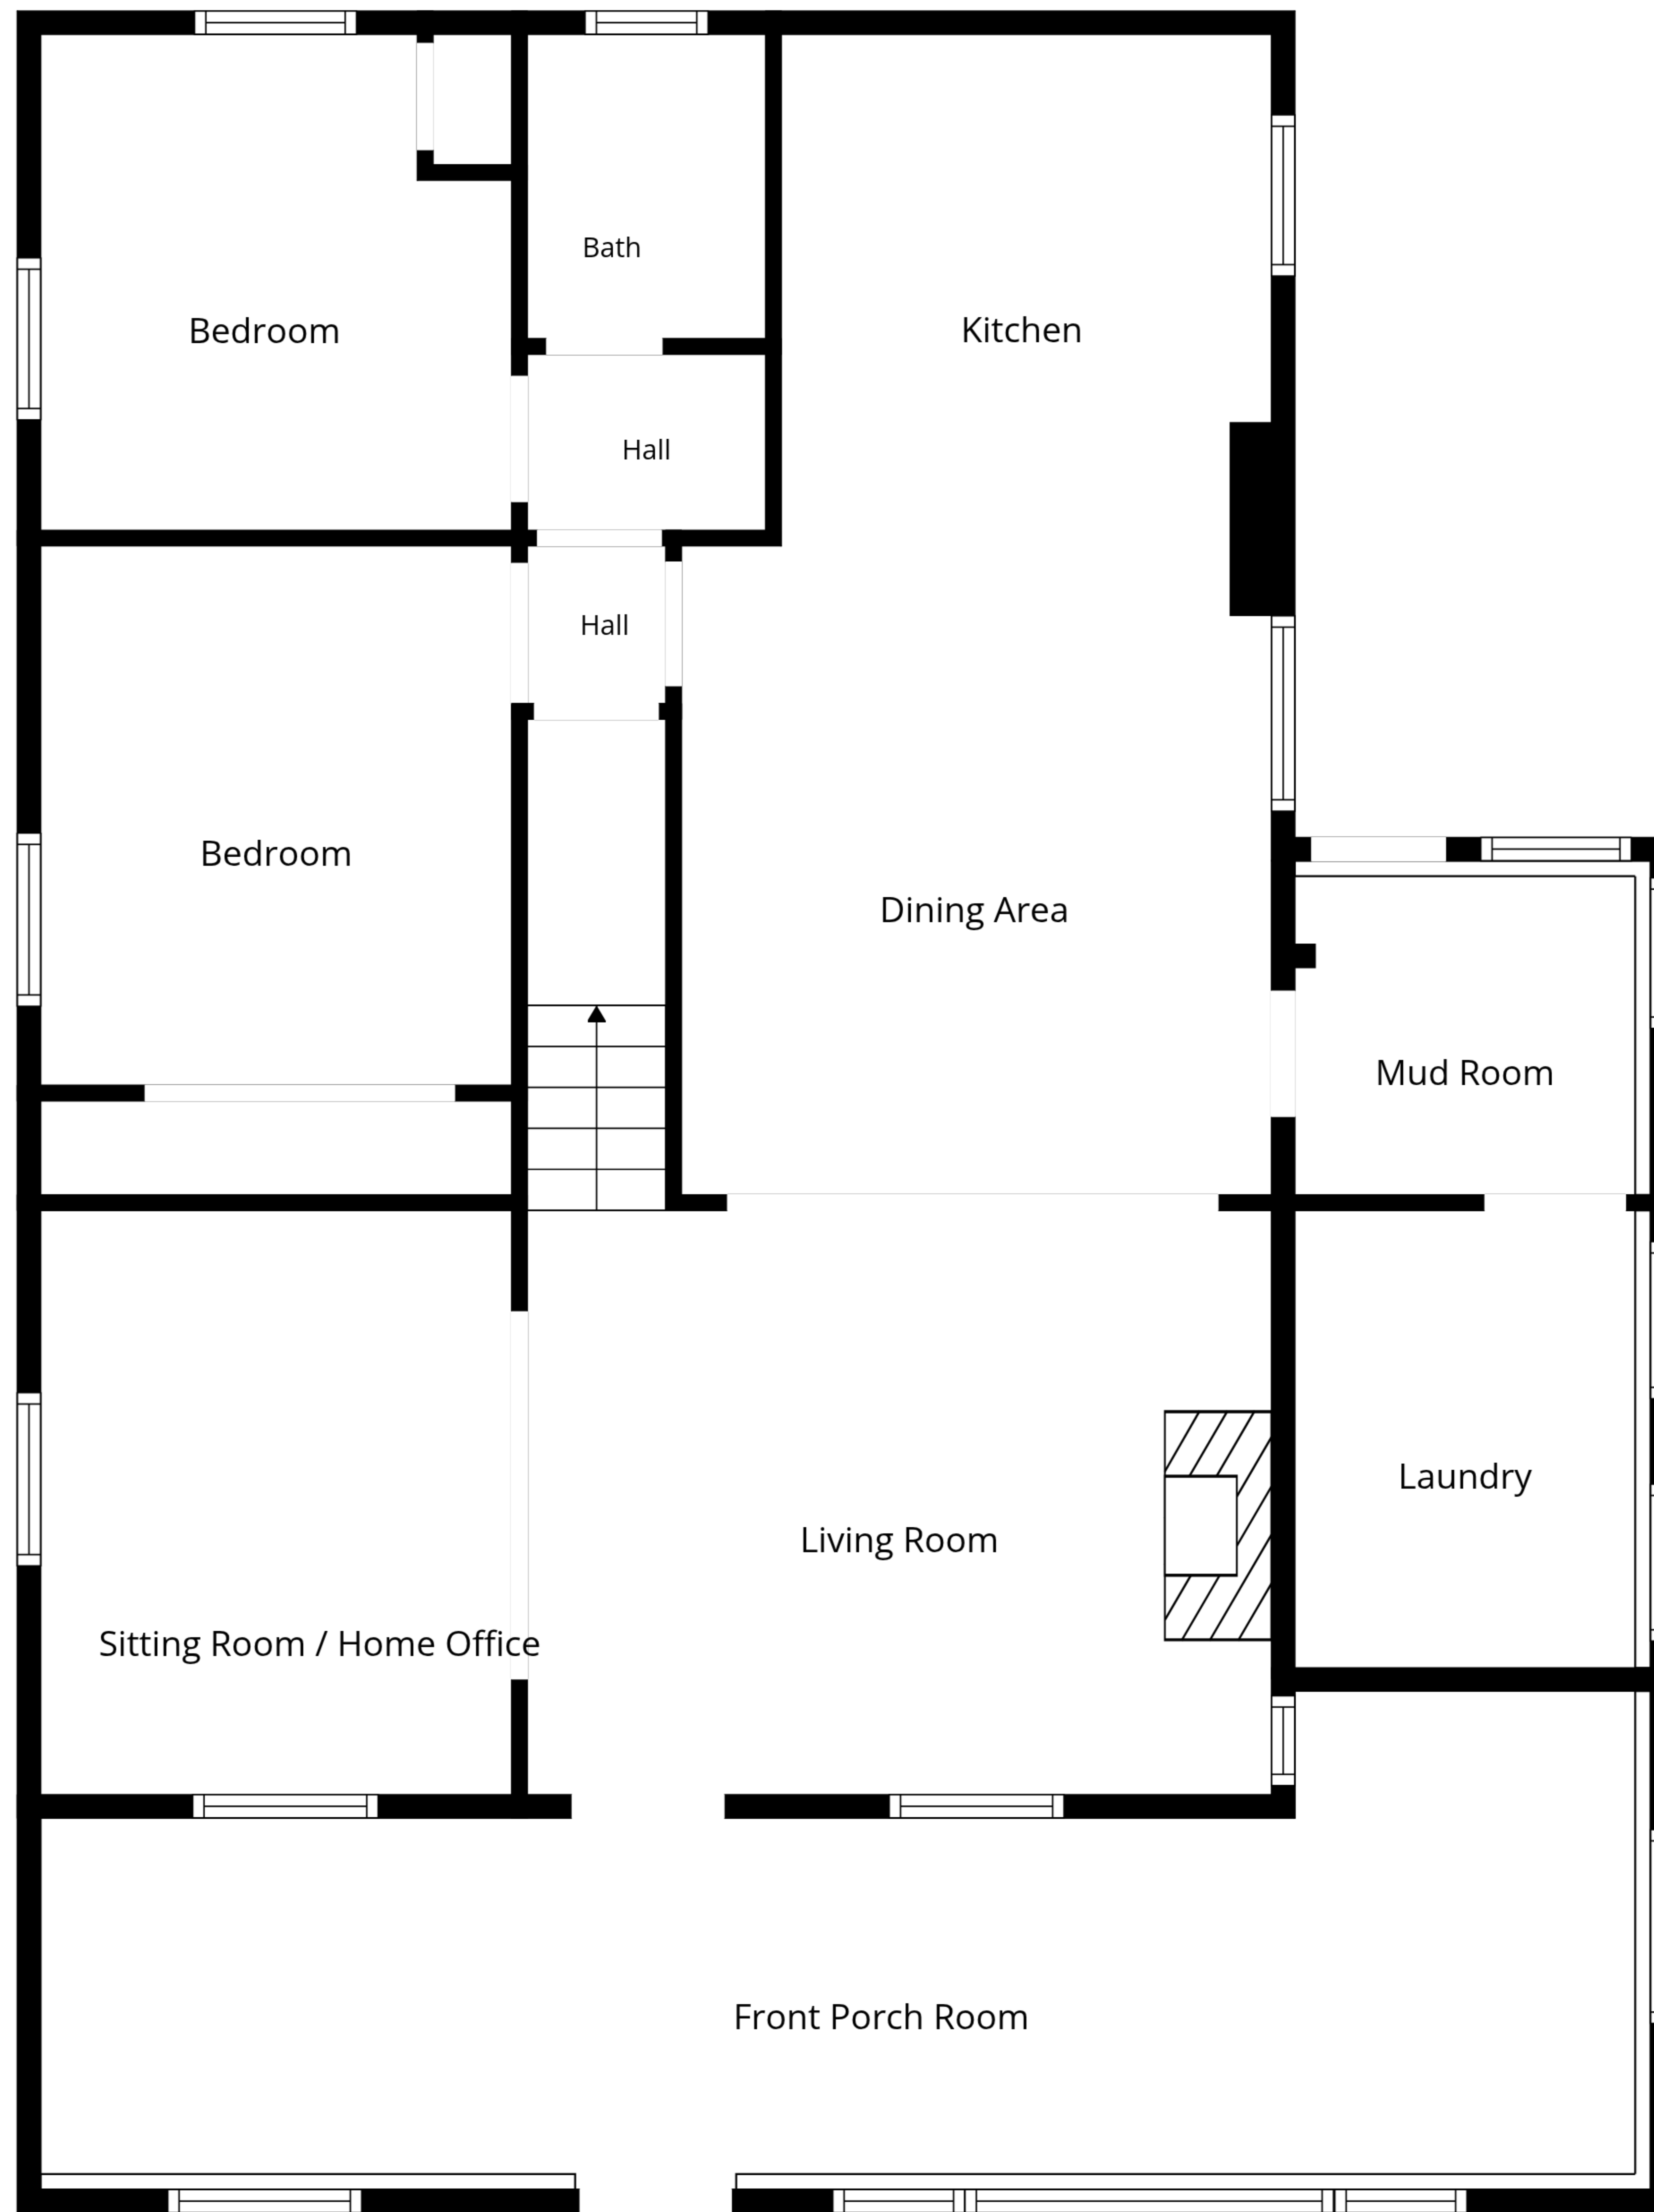 Bath
Bedroom
Kitchen
Hall
Hall
Bedroom
Dining Area
Mud Room
Laundry
Living Room
Sitting Room / Home Office
Front Porch Room